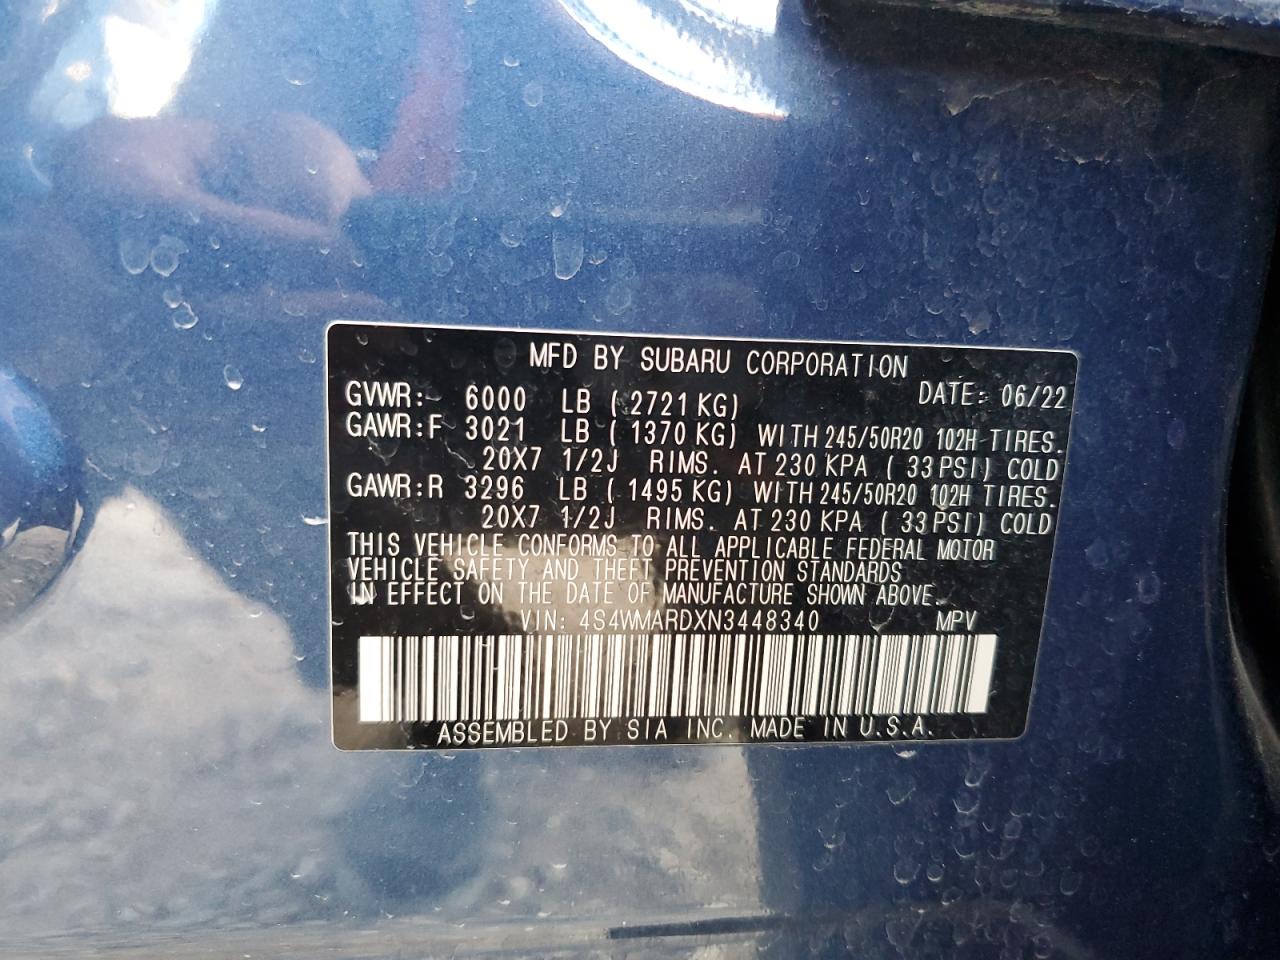 MFD BY SUBARU CORPORATION
GVWR: 6000 LB ( 2721 KG) DATE: 06/22
GAWR:F 3021 LB ( 1370 KG) WITH 245/50R20 102H TIRES.
20X7 1/2J RIMS. AT 230 KPA ( 33 PSI) COLD
GAWR:R 3296 LB ( 1495 KG) WITH 245/50R20 102H TIRES.
20X7 1/2J RIMS. AT 230 KPA ( 33 PSI) COLD
THIS VEHICLE CONFORMS TO ALL APPLICABLE FEDERAL MOTOR
VEHICLE SAFETY AND THEFT PREVENTION STANDARDS
IN EFFECT ON THE DATE OF MANUFACTURE SHOWN ABOVE.
VIN: 4S4WMARDXN3448340 MPV
ASSEMBLED BY SIA INC. MADE IN U.S.A.